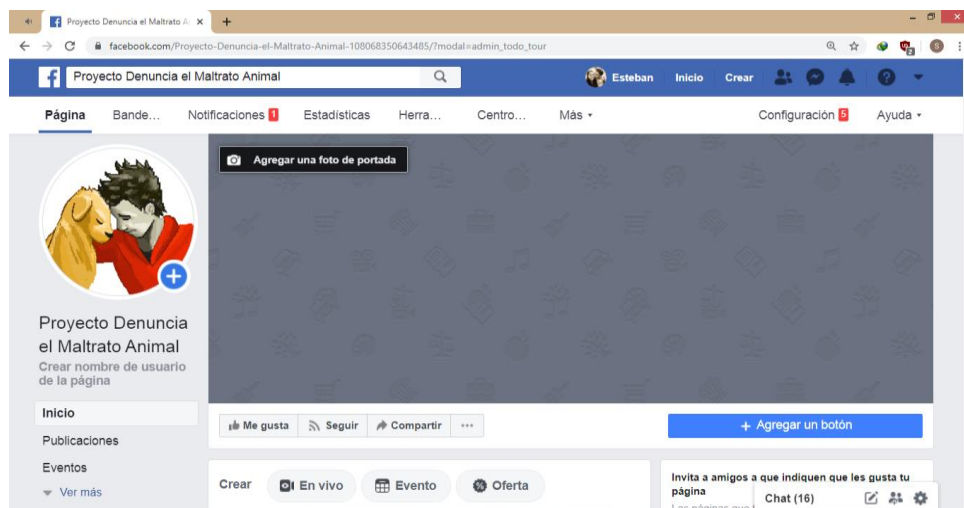 Proyecto Denuncia el Maltrato A
facebook.com/Proyecto-Denuncia-el-Maltrato-Animal-108068350643485/?modal=admin_todo_tour
S
Proyecto Denuncia el Maltrato Animal
Esteban Inicio Crear
Página Bande... Notificaciones 1 Estadísticas Herra... Centro... Más Configuración 5 Ayuda
Agregar una foto de portada
Proyecto Denuncia
el Maltrato Animal
Crear nombre de usuario
de la página
Inicio
Publicaciones
Eventos
Ver más
Me gusta Seguir Compartir ...
+ Agregar un botón
Crear En vivo Evento Oferta
Invita a amigos a que indiquen que les gusta tu
página
Chat (16)